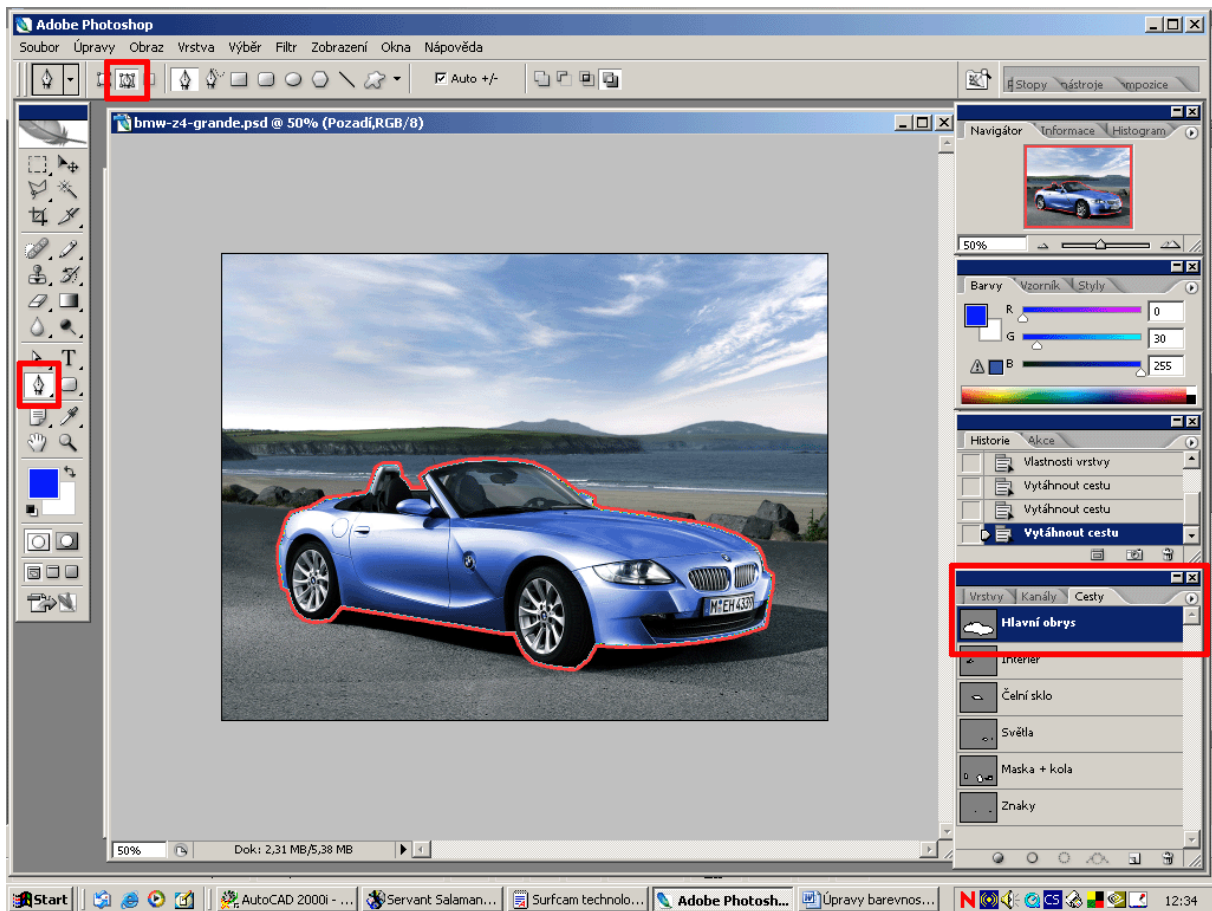 Adobe Photoshop
Soubor Úpravy Obraz Vrstva Výběr Filtr Zobrazení Okna Nápověda
Auto +/-
Stopy nástroje mpozice
bmw-z4-grande.psd @ 50% (Pozadí,RGB/8)
Navigátor Informace Histogram
50%
Barvy Vzorník Styly
R 0
G 30
B 255
Historie Akce
Vlastnosti vrstvy
Vytáhnout cestu
Vytáhnout cestu
Vytáhnout cestu
Vrstvy Kanály Cesty
Hlavní obrys
Interiér
Čelní sklo
Světla
Maska + kola
Znaky
M EH 4339
50% Dok: 2,31 MB/5,38 MB
Start AutoCAD 2000i - ... Servant Salaman... Surfcam technolo... Adobe Photosh... Úpravy barevnos... N CS 12:34